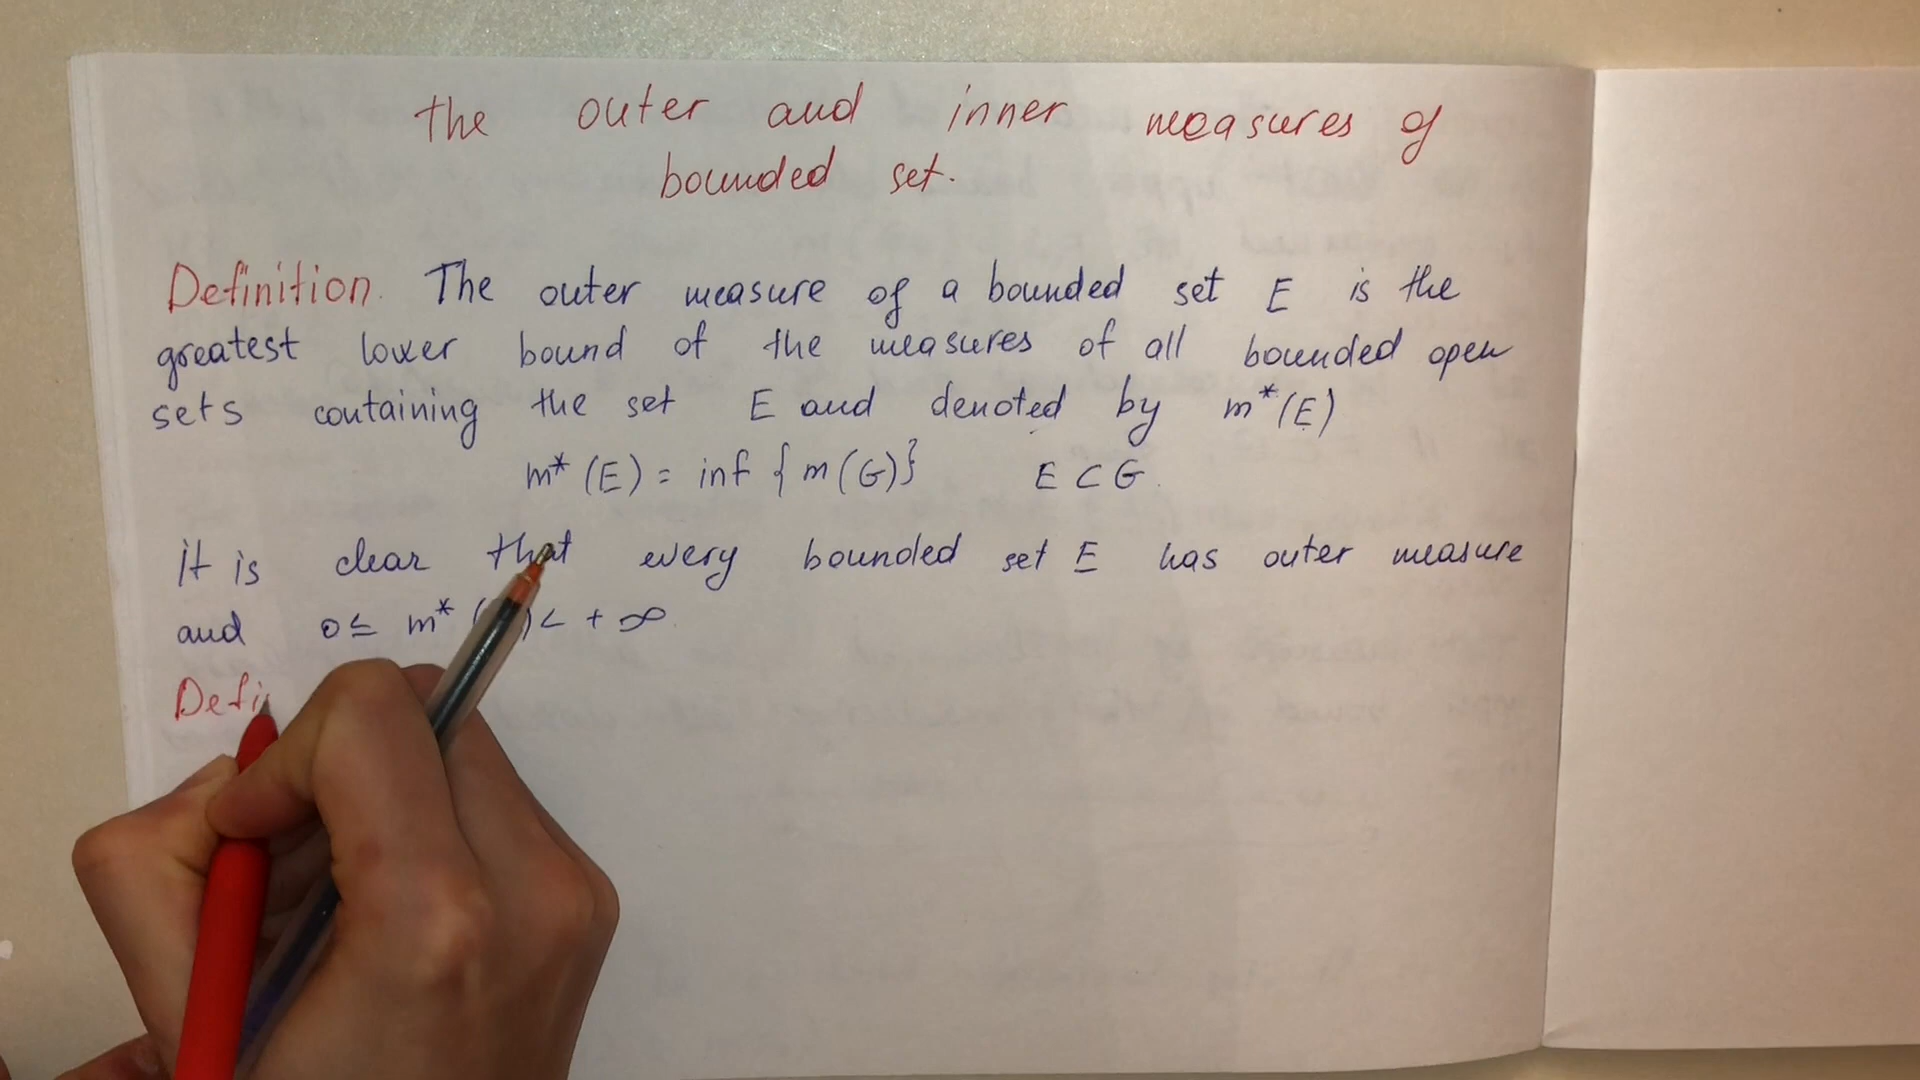 The outer and inner measures of
bounded set.
Definition. The outer measure of a bounded set E is the
greatest lower bound of the measures of all bounded open
sets containing the set E and denoted by m*(E)
m*(E) = inf {m(G)} E ⊂ G.
it is clear that every bounded set E has outer measure
and 0 ≤ m* ( ) < + ∞.
Defi